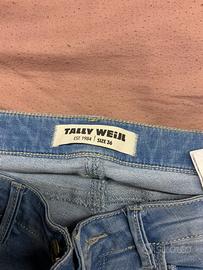 TALLY WEiJL
EST 1984 | SIZE 36